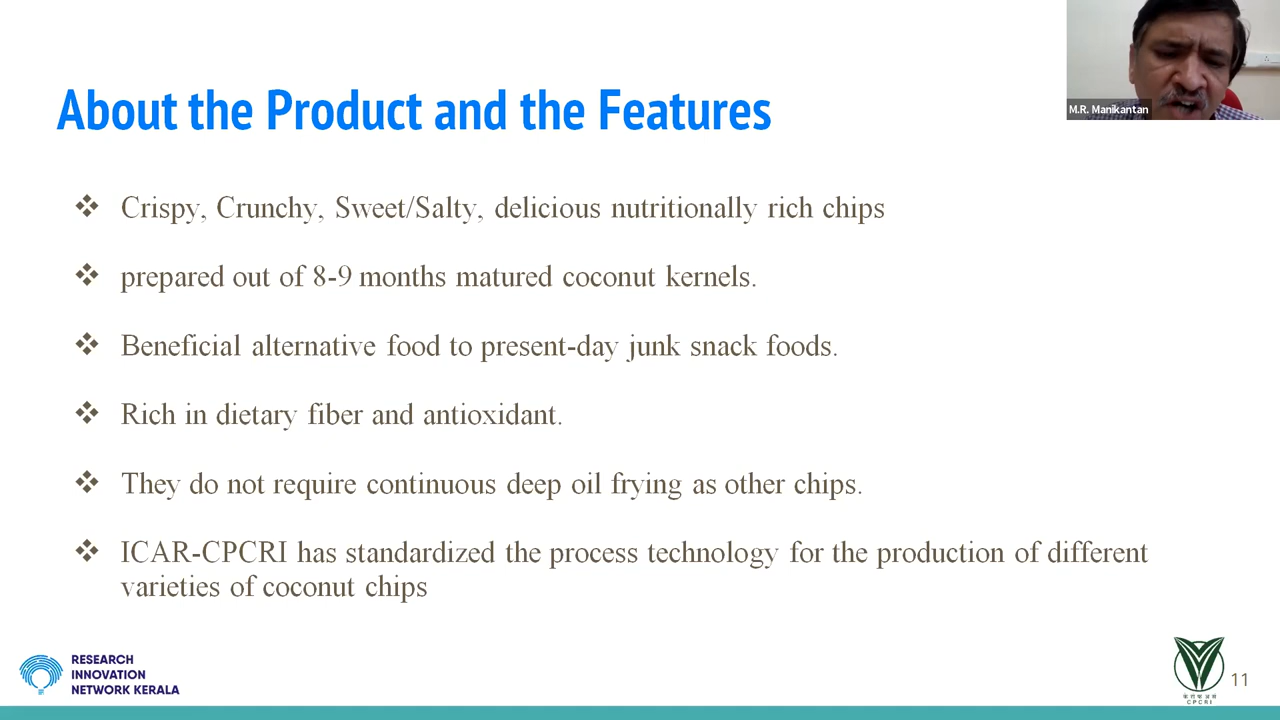 M.R. Manikantan
About the Product and the Features
❖ Crispy, Crunchy, Sweet/Salty, delicious nutritionally rich chips
❖ prepared out of 8-9 months matured coconut kernels.
❖ Beneficial alternative food to present-day junk snack foods.
❖ Rich in dietary fiber and antioxidant.
❖ They do not require continuous deep oil frying as other chips.
❖ ICAR-CPCRI has standardized the process technology for the production of different
varieties of coconut chips
RESEARCH
INNOVATION
NETWORK KERALA
CPCRI
11